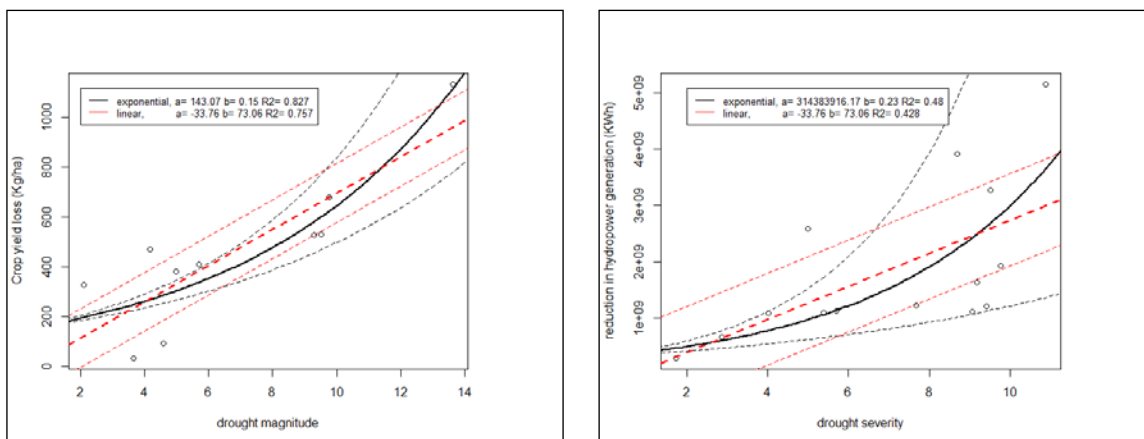 exponential, a= 143.07 b= 0.15 R2= 0.827
linear, a= -33.76 b= 73.06 R2= 0.757
Crop yield loss (Kg/ha)
0
200
400
600
800
1000
2
4
6
8
10
12
14
drought magnitude
exponential, a= 314383916.17 b= 0.23 R2= 0.48
linear, a= -33.76 b= 73.06 R2= 0.428
reduction in hydropower generation (KWh)
1e+09
2e+09
3e+09
4e+09
5e+09
2
4
6
8
10
drought severity